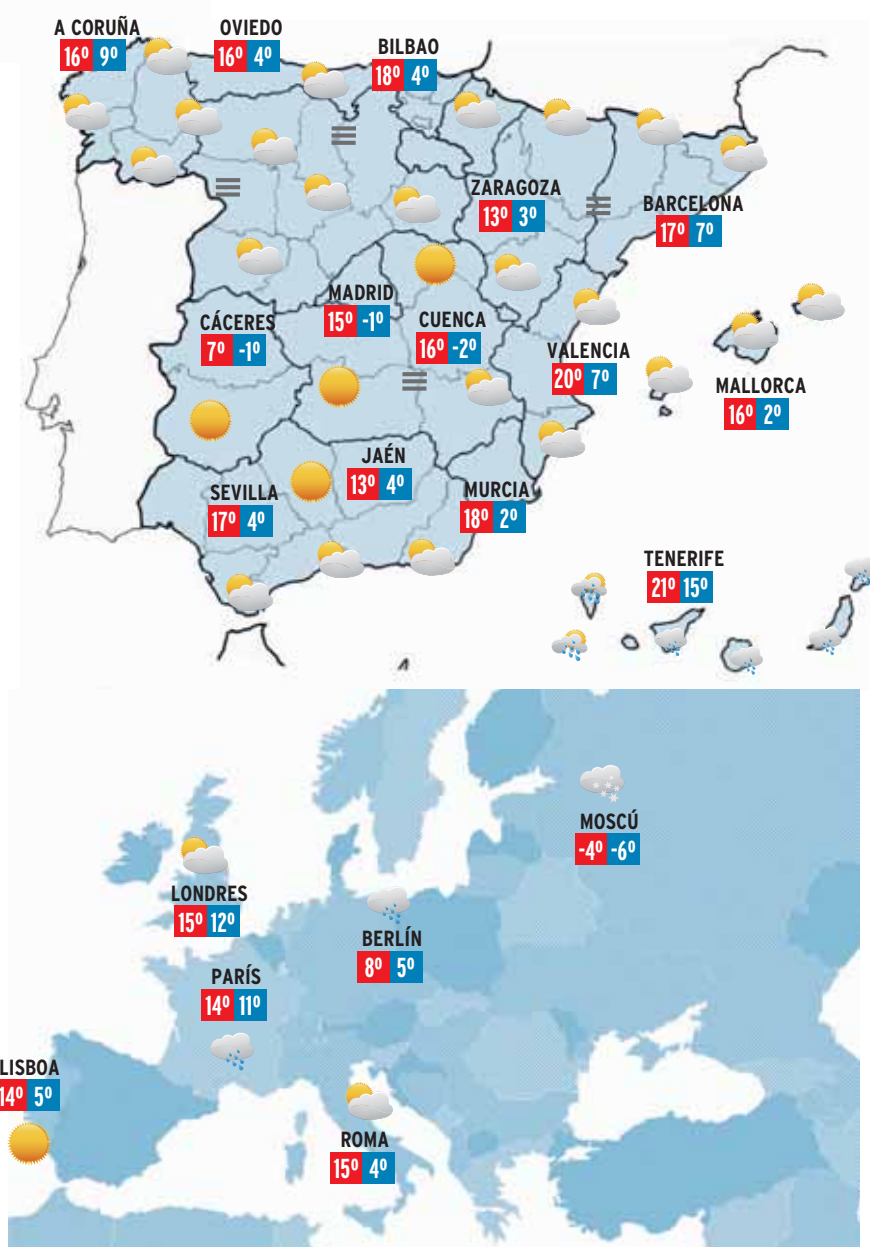 A CORUÑA
16º 9º
OVIEDO
16º 4º
BILBAO
18º 4º
ZARAGOZA
13º 3º
BARCELONA
17º 7º
MADRID
15º -1º
CÁCERES
7º -1º
CUENCA
16º -2º
VALENCIA
20º 7º
MALLORCA
16º 2º
JAÉN
13º 4º
SEVILLA
17º 4º
MURCIA
18º 2º
TENERIFE
21º 15º
MOSCÚ
-4º -6º
LONDRES
15º 12º
BERLÍN
8º 5º
PARÍS
14º 11º
LISBOA
14º 5º
ROMA
15º 4º